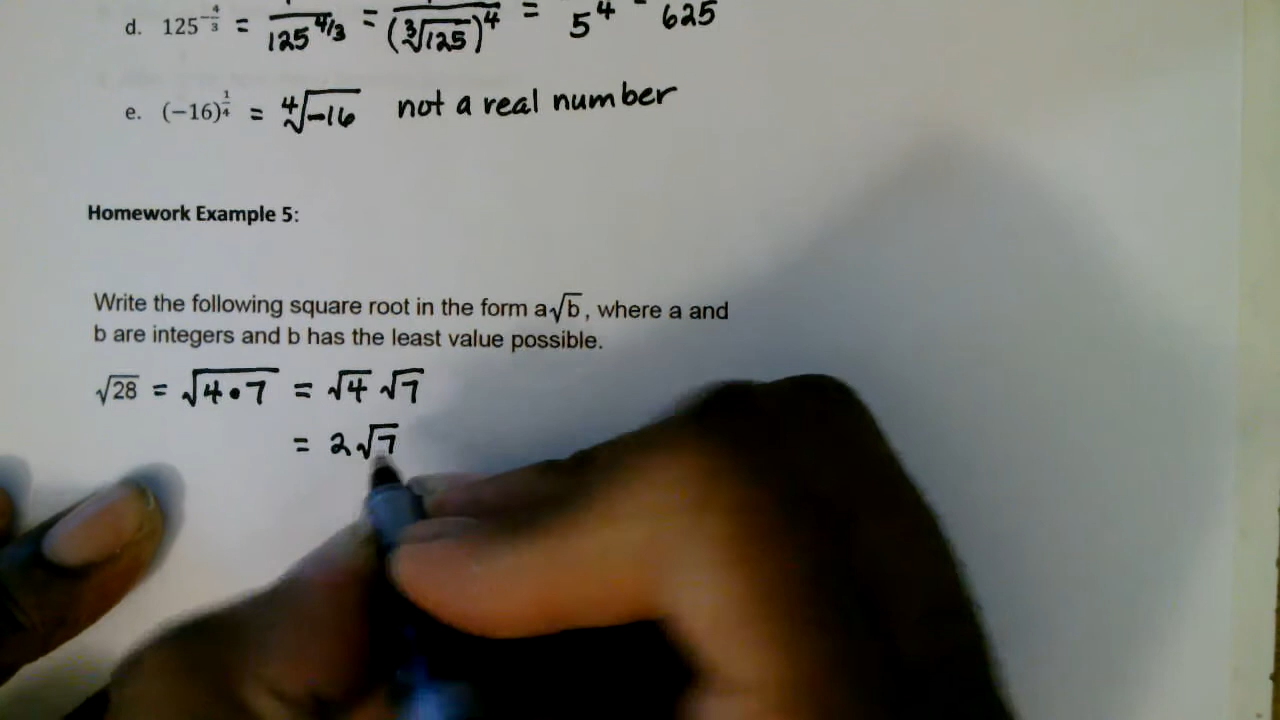 d. 125^{-4/3} = 1/125^{4/3} = 1/(∛125)^4 = 1/5^4 = 1/625
e. (−16)^{1/4} = ∜−16 not a real number
Homework Example 5:
Write the following square root in the form a√b, where a and
b are integers and b has the least value possible.
√28 = √4•7 = √4 √7
= 2√7